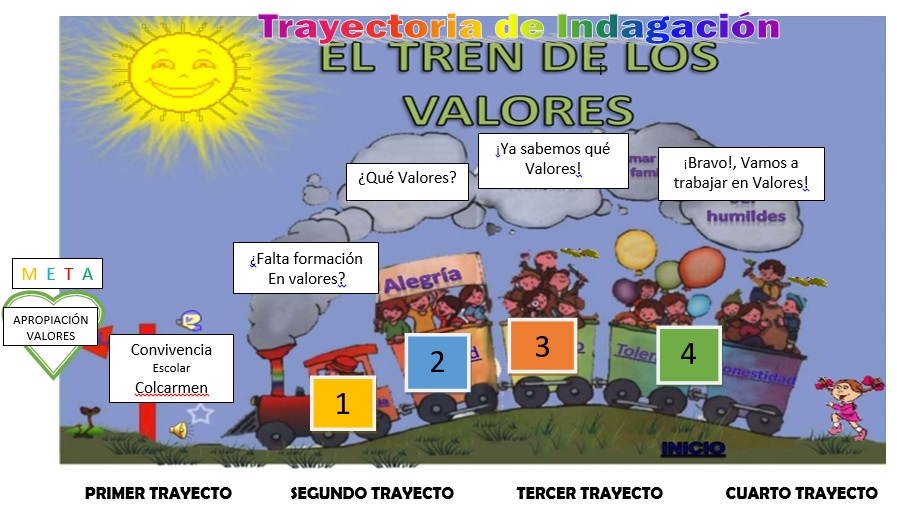 Trayectoria de Indagación
EL TREN DE LOS
VALORES
¡Ya sabemos qué
Valores!
¿Qué Valores?
¡Bravo!, Vamos a
trabajar en Valores!
humildes
¿Falta formación
En valores?
META
Alegría
APROPIACIÓN
VALORES
Convivencia
Escolar
Colcarmen
1
2
3
4
INICIO
PRIMER TRAYECTO
SEGUNDO TRAYECTO
TERCER TRAYECTO
CUARTO TRAYECTO